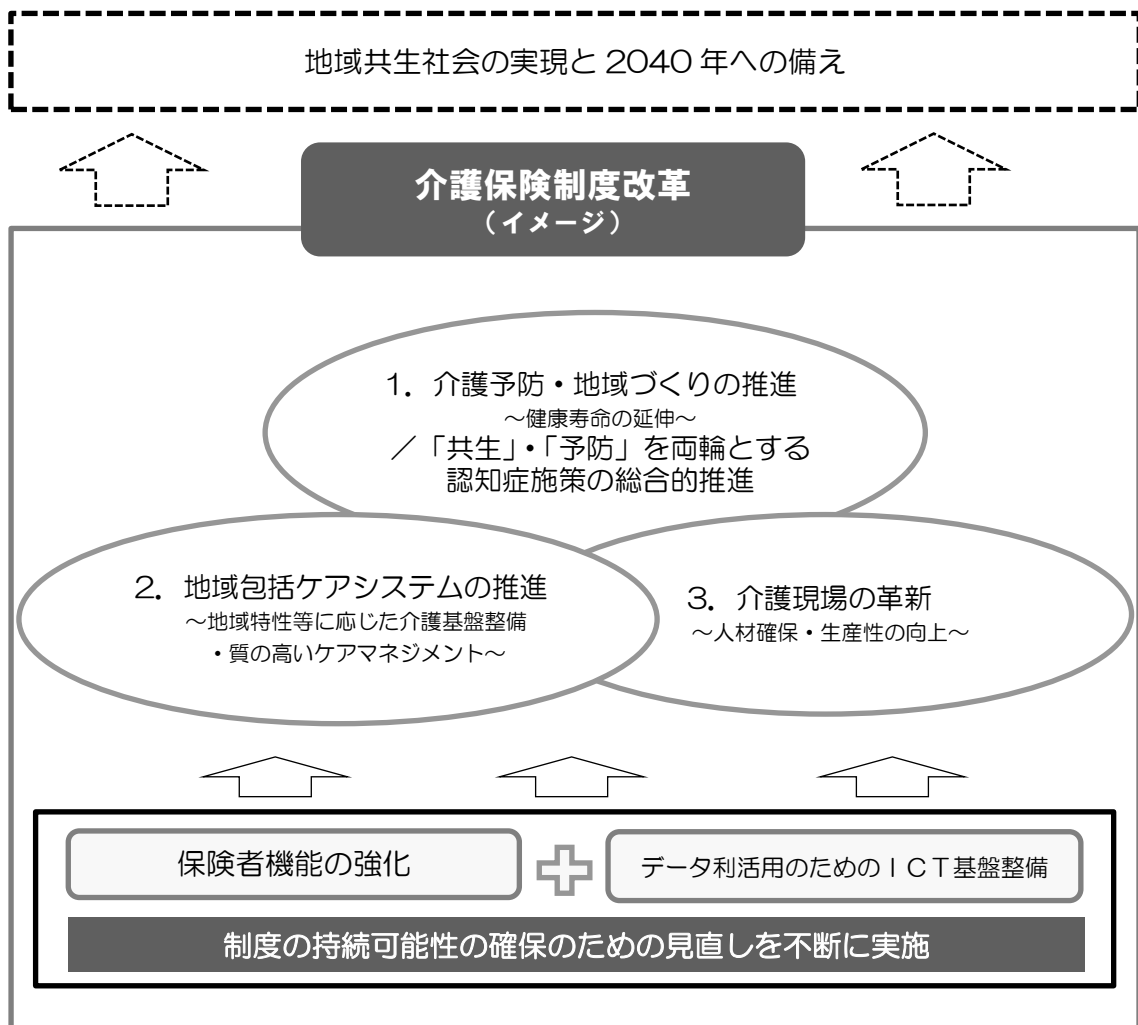 地域共生社会の実現と 2040 年への備え
介護保険制度改革
(イメージ)
1．介護予防・地域づくりの推進
～健康寿命の延伸～
／「共生」・「予防」を両輪とする
認知症施策の総合的推進
2．地域包括ケアシステムの推進
～地域特性等に応じた介護基盤整備
・質の高いケアマネジメント～
3．介護現場の革新
～人材確保・生産性の向上～
保険者機能の強化
データ利活用のためのＩＣＴ基盤整備
制度の持続可能性の確保のための見直しを不断に実施